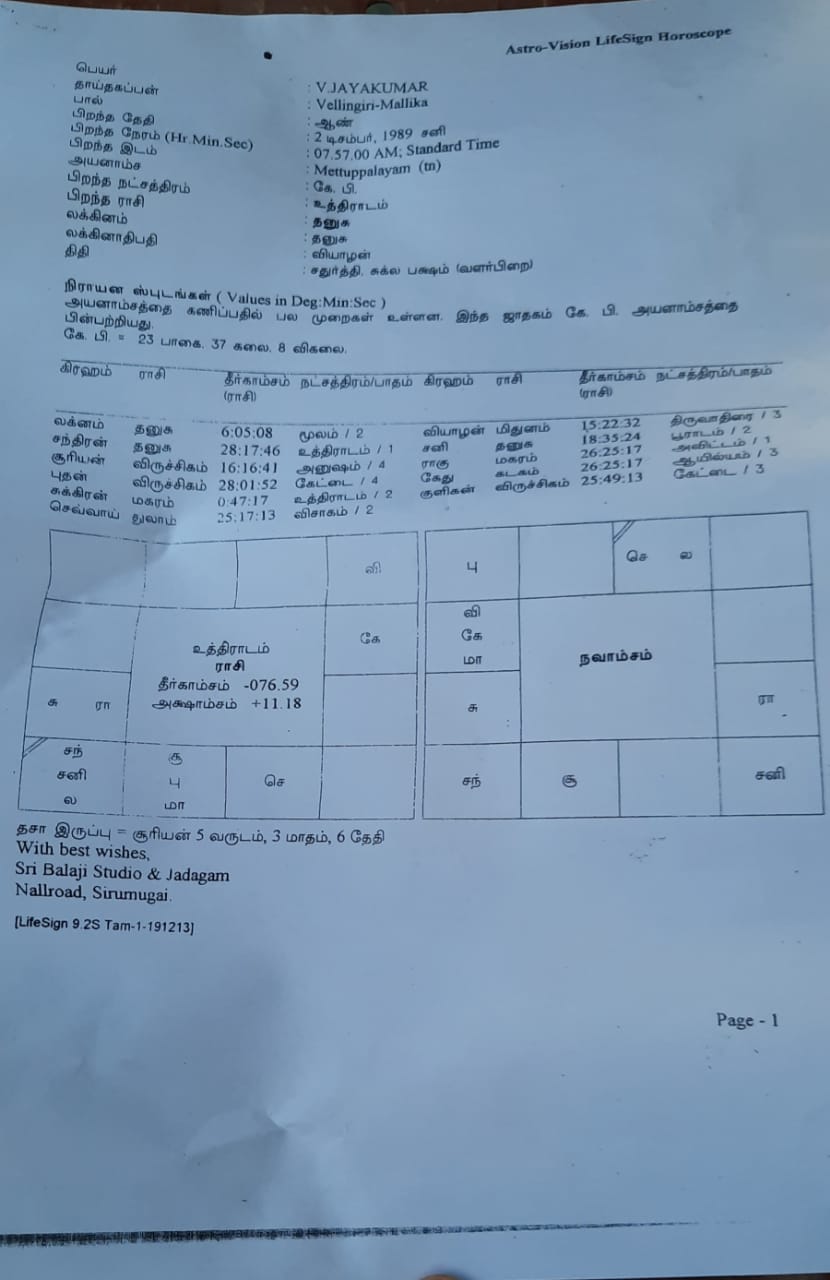 Astro-Vision LifeSign Horoscope
பெயர் : V.JAYAKUMAR
தாய்தகப்பன் : Vellingiri-Mallika
பால் : ஆண்
பிறந்த தேதி : 2 டிசம்பர், 1989 சனி
பிறந்த நேரம் (Hr.Min.Sec) : 07.57.00 AM; Standard Time
பிறந்த இடம் : Mettuppalayam (tn)
அயனாம்ச : கே. பி.
பிறந்த நட்சத்திரம் : உத்திராடம்
பிறந்த ராசி : தனுசு
லக்கினம் : தனுசு
லக்கினாதிபதி : வியாழன்
திதி : சதுர்த்தி, சுக்ல பக்ஷம் (வளர்பிறை)
நிராயன ஸ்புடங்கள் ( Values in Deg:Min:Sec )
அயனாம்சத்தை கணிப்பதில் பல முறைகள் உள்ளன. இந்த ஜாதகம் கே. பி. அயனாம்சத்தை
பின்பற்றியது.
கே. பி. = 23 பாகை, 37 கலை, 8 விகலை.
கிரஹம் ராசி தீர்காம்சம் நட்சத்திரம்/பாதம் கிரஹம் ராசி தீர்காம்சம் நட்சத்திரம்/பாதம்
(ராசி) (ராசி)
லக்னம் தனுசு 6:05:08 மூலம் / 2 வியாழன் மிதுனம் 15:22:32 திருவாதிரை / 3
சந்திரன் தனுசு 28:17:46 உத்திராடம் / 1 சனி தனுசு 18:35:24 பூராடம் / 2
சூரியன் விருச்சிகம் 16:16:41 அனுஷம் / 4 ராகு மகரம் 26:25:17 அவிட்டம் / 1
புதன் விருச்சிகம் 28:01:52 கேட்டை / 4 கேது கடகம் 26:25:17 ஆயில்யம் / 3
சுக்கிரன் மகரம் 0:47:17 உத்திராடம் / 2 குளிகன் விருச்சிகம் 25:49:13 கேட்டை / 3
செவ்வாய் துலாம் 25:17:13 விசாகம் / 2
வி
கே
உத்திராடம்
ராசி
தீர்காம்சம் -076.59
அக்ஷாம்சம் +11.18
சு ரா
சந்
சனி
ல
சூ
பு
மா
செ
பு
செ ல
வி
கே
மா
நவாம்சம்
சு
ரா
சந்
சூ
சனி
தசா இருப்பு = சூரியன் 5 வருடம், 3 மாதம், 6 தேதி
With best wishes,
Sri Balaji Studio & Jadagam
Nallroad, Sirumugai.
[LifeSign 9.2S Tam-1-191213]
Page - 1